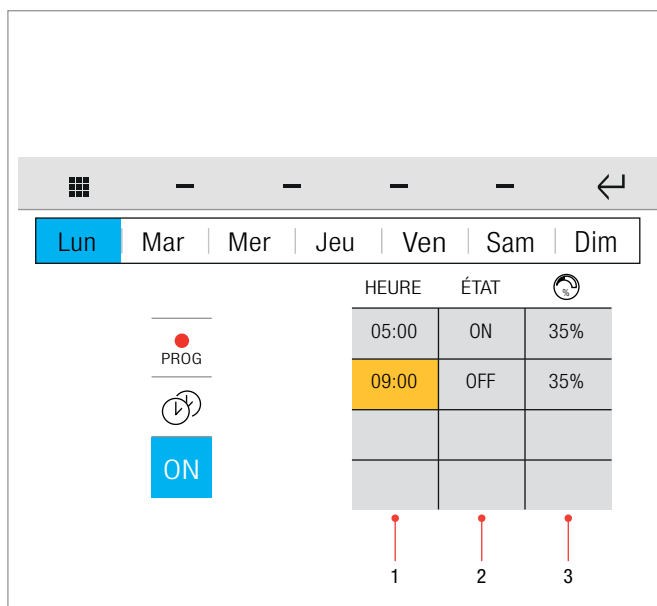 Lun Mar Mer Jeu Ven Sam Dim
HEURE ÉTAT %
05:00 ON 35%
PROG
09:00 OFF 35%
ON
1 2 3